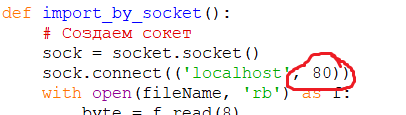 def import_by_socket():
# Создаем сокет
sock = socket.socket()
sock.connect(('localhost', 80))
with open(fileName, 'rb') as f:
byte = f.read(8)